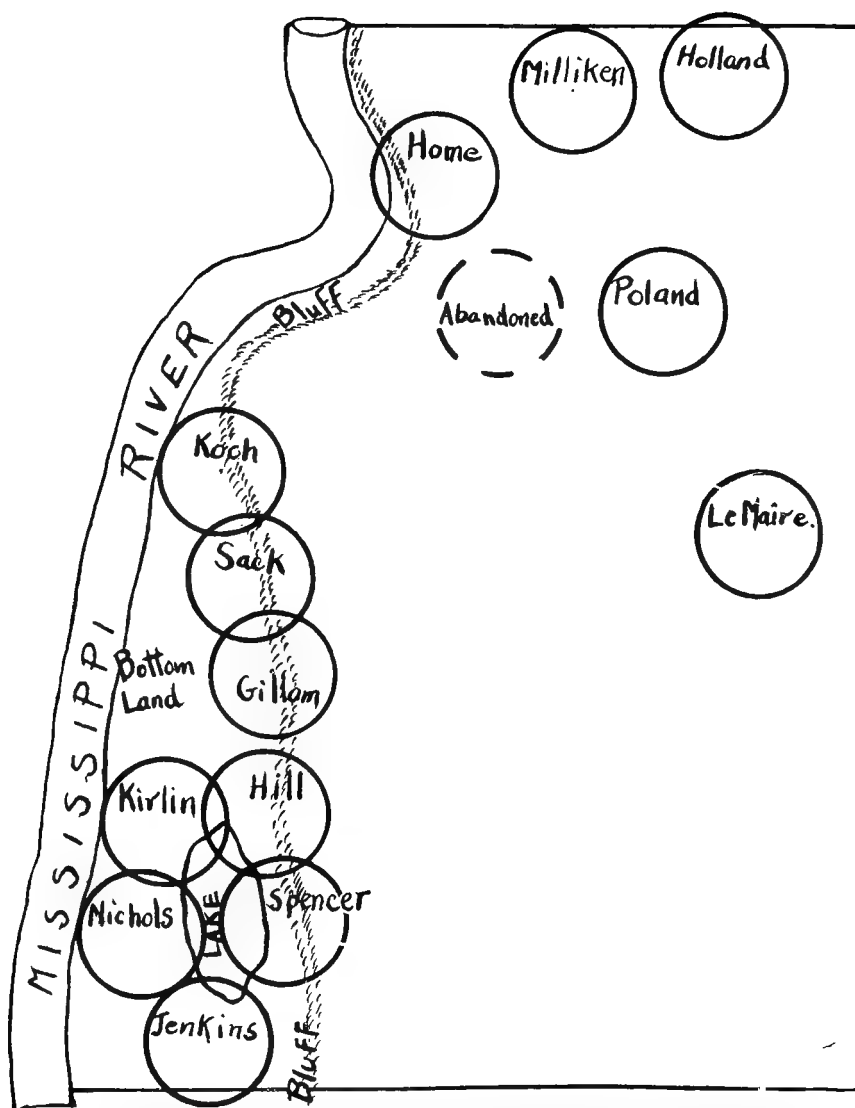 Milliken
Holland
Home
Bluff
Abandoned
Poland
MISSISSIPPI RIVER
Koch
LeMaire.
Sack
Bottom
Land
Gillam
Kirlin
Hill
Nichols
LAKE
Spencer
Jenkins
Bluff